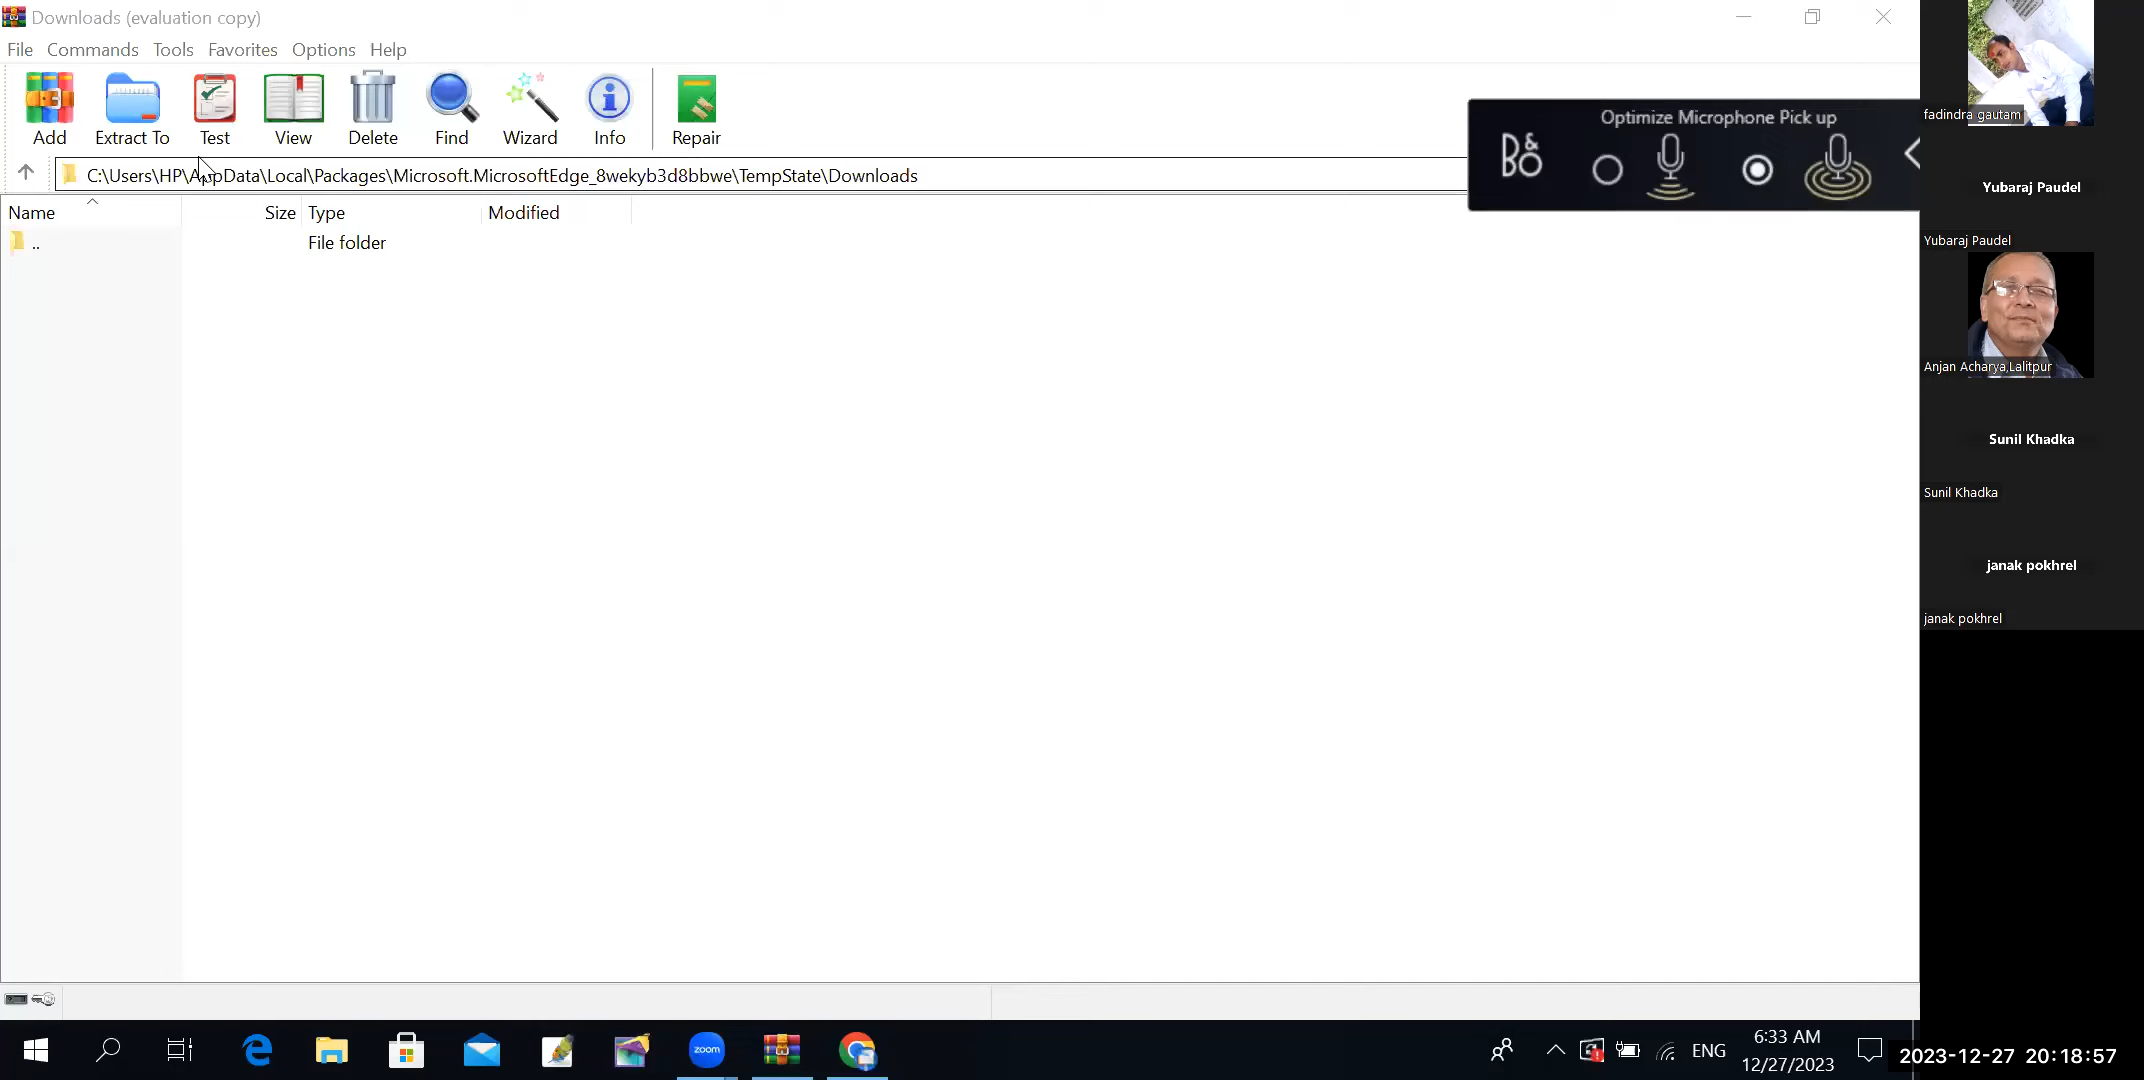 Downloads (evaluation copy)
File Commands Tools Favorites Options Help
Add Extract To Test View Delete Find Wizard Info Repair
C:\Users\HP\AppData\Local\Packages\Microsoft.MicrosoftEdge_8wekyb3d8bbwe\TempState\Downloads
Name Size Type Modified
.. File folder
Optimize Microphone Pick up
B&O
fadindra gautam
Yubaraj Paudel
Yubaraj Paudel
Anjan Acharya,Lalitpur
Sunil Khadka
Sunil Khadka
janak pokhrel
janak pokhrel
zoom
ENG
6:33 AM
12/27/2023
2023-12-27 20:18:57